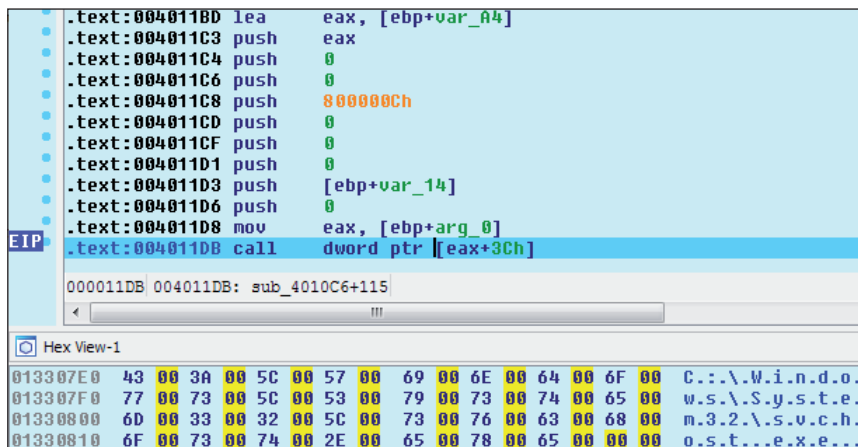 .text:004011BD lea eax, [ebp+var_A4]
.text:004011C3 push eax
.text:004011C4 push 0
.text:004011C6 push 0
.text:004011C8 push 800000Ch
.text:004011CD push 0
.text:004011CF push 0
.text:004011D1 push 0
.text:004011D3 push [ebp+var_14]
.text:004011D6 push 0
.text:004011D8 mov eax, [ebp+arg_0]
EIP .text:004011DB call dword ptr [eax+3Ch]
000011DB 004011DB: sub_4010C6+115
Hex View-1
013307E0 43 00 3A 00 5C 00 57 00 69 00 6E 00 64 00 6F 00 C.:.\.W.i.n.d.o.
013307F0 77 00 73 00 5C 00 53 00 79 00 73 00 74 00 65 00 w.s.\.S.y.s.t.e.
01330800 6D 00 33 00 32 00 5C 00 73 00 76 00 63 00 68 00 m.3.2.\.s.v.c.h.
01330810 6F 00 73 00 74 00 2E 00 65 00 78 00 65 00 00 00 o.s.t...e.x.e...